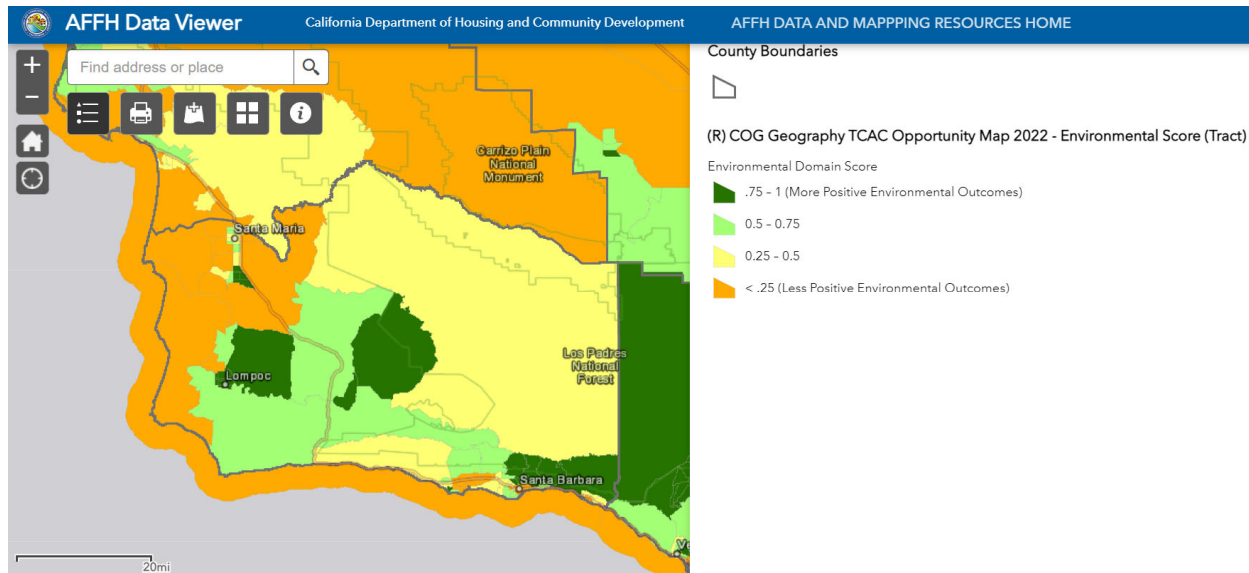 AFFH Data Viewer
California Department of Housing and Community Development
AFFH DATA AND MAPPPING RESOURCES HOME
+
Find address or place
−
i
Carrizo Plain
National
Monument
Santa Maria
Los Padres
National
Forest
Lompoc
Santa Barbara
20mi
County Boundaries
(R) COG Geography TCAC Opportunity Map 2022 - Environmental Score (Tract)
Environmental Domain Score
.75 – 1 (More Positive Environmental Outcomes)
0.5 – 0.75
0.25 – 0.5
< .25 (Less Positive Environmental Outcomes)